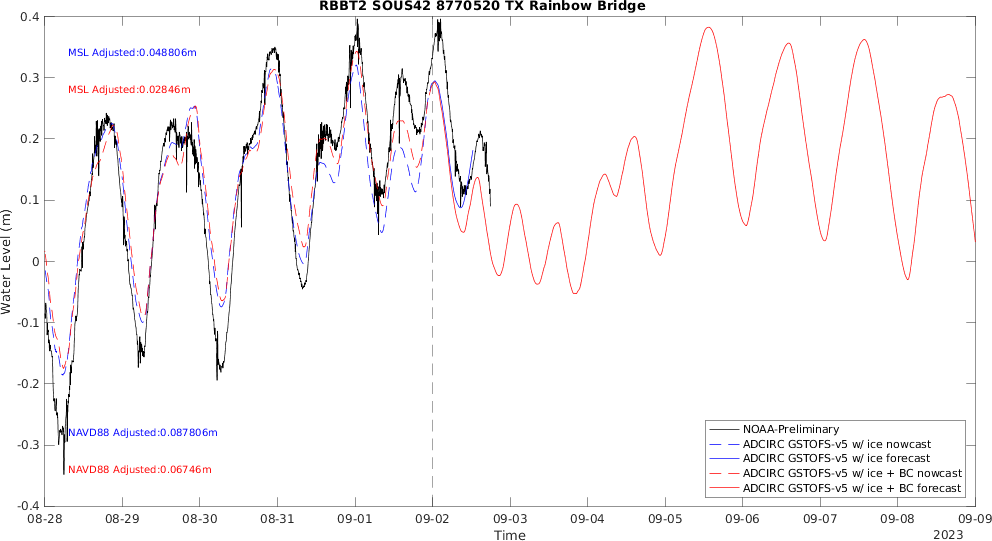 RBBT2 SOUS42 8770520 TX Rainbow Bridge
0.4
0.3
0.2
0.1
0
-0.1
-0.2
-0.3
-0.4
Water Level (m)
MSL Adjusted:0.048806m
MSL Adjusted:0.02846m
NAVD88 Adjusted:0.087806m
NAVD88 Adjusted:0.06746m
NOAA-Preliminary
ADCIRC GSTOFS-v5 w/ ice nowcast
ADCIRC GSTOFS-v5 w/ ice forecast
ADCIRC GSTOFS-v5 w/ ice + BC nowcast
ADCIRC GSTOFS-v5 w/ ice + BC forecast
08-28 08-29 08-30 08-31 09-01 09-02 09-03 09-04 09-05 09-06 09-07 09-08 09-09
Time
2023